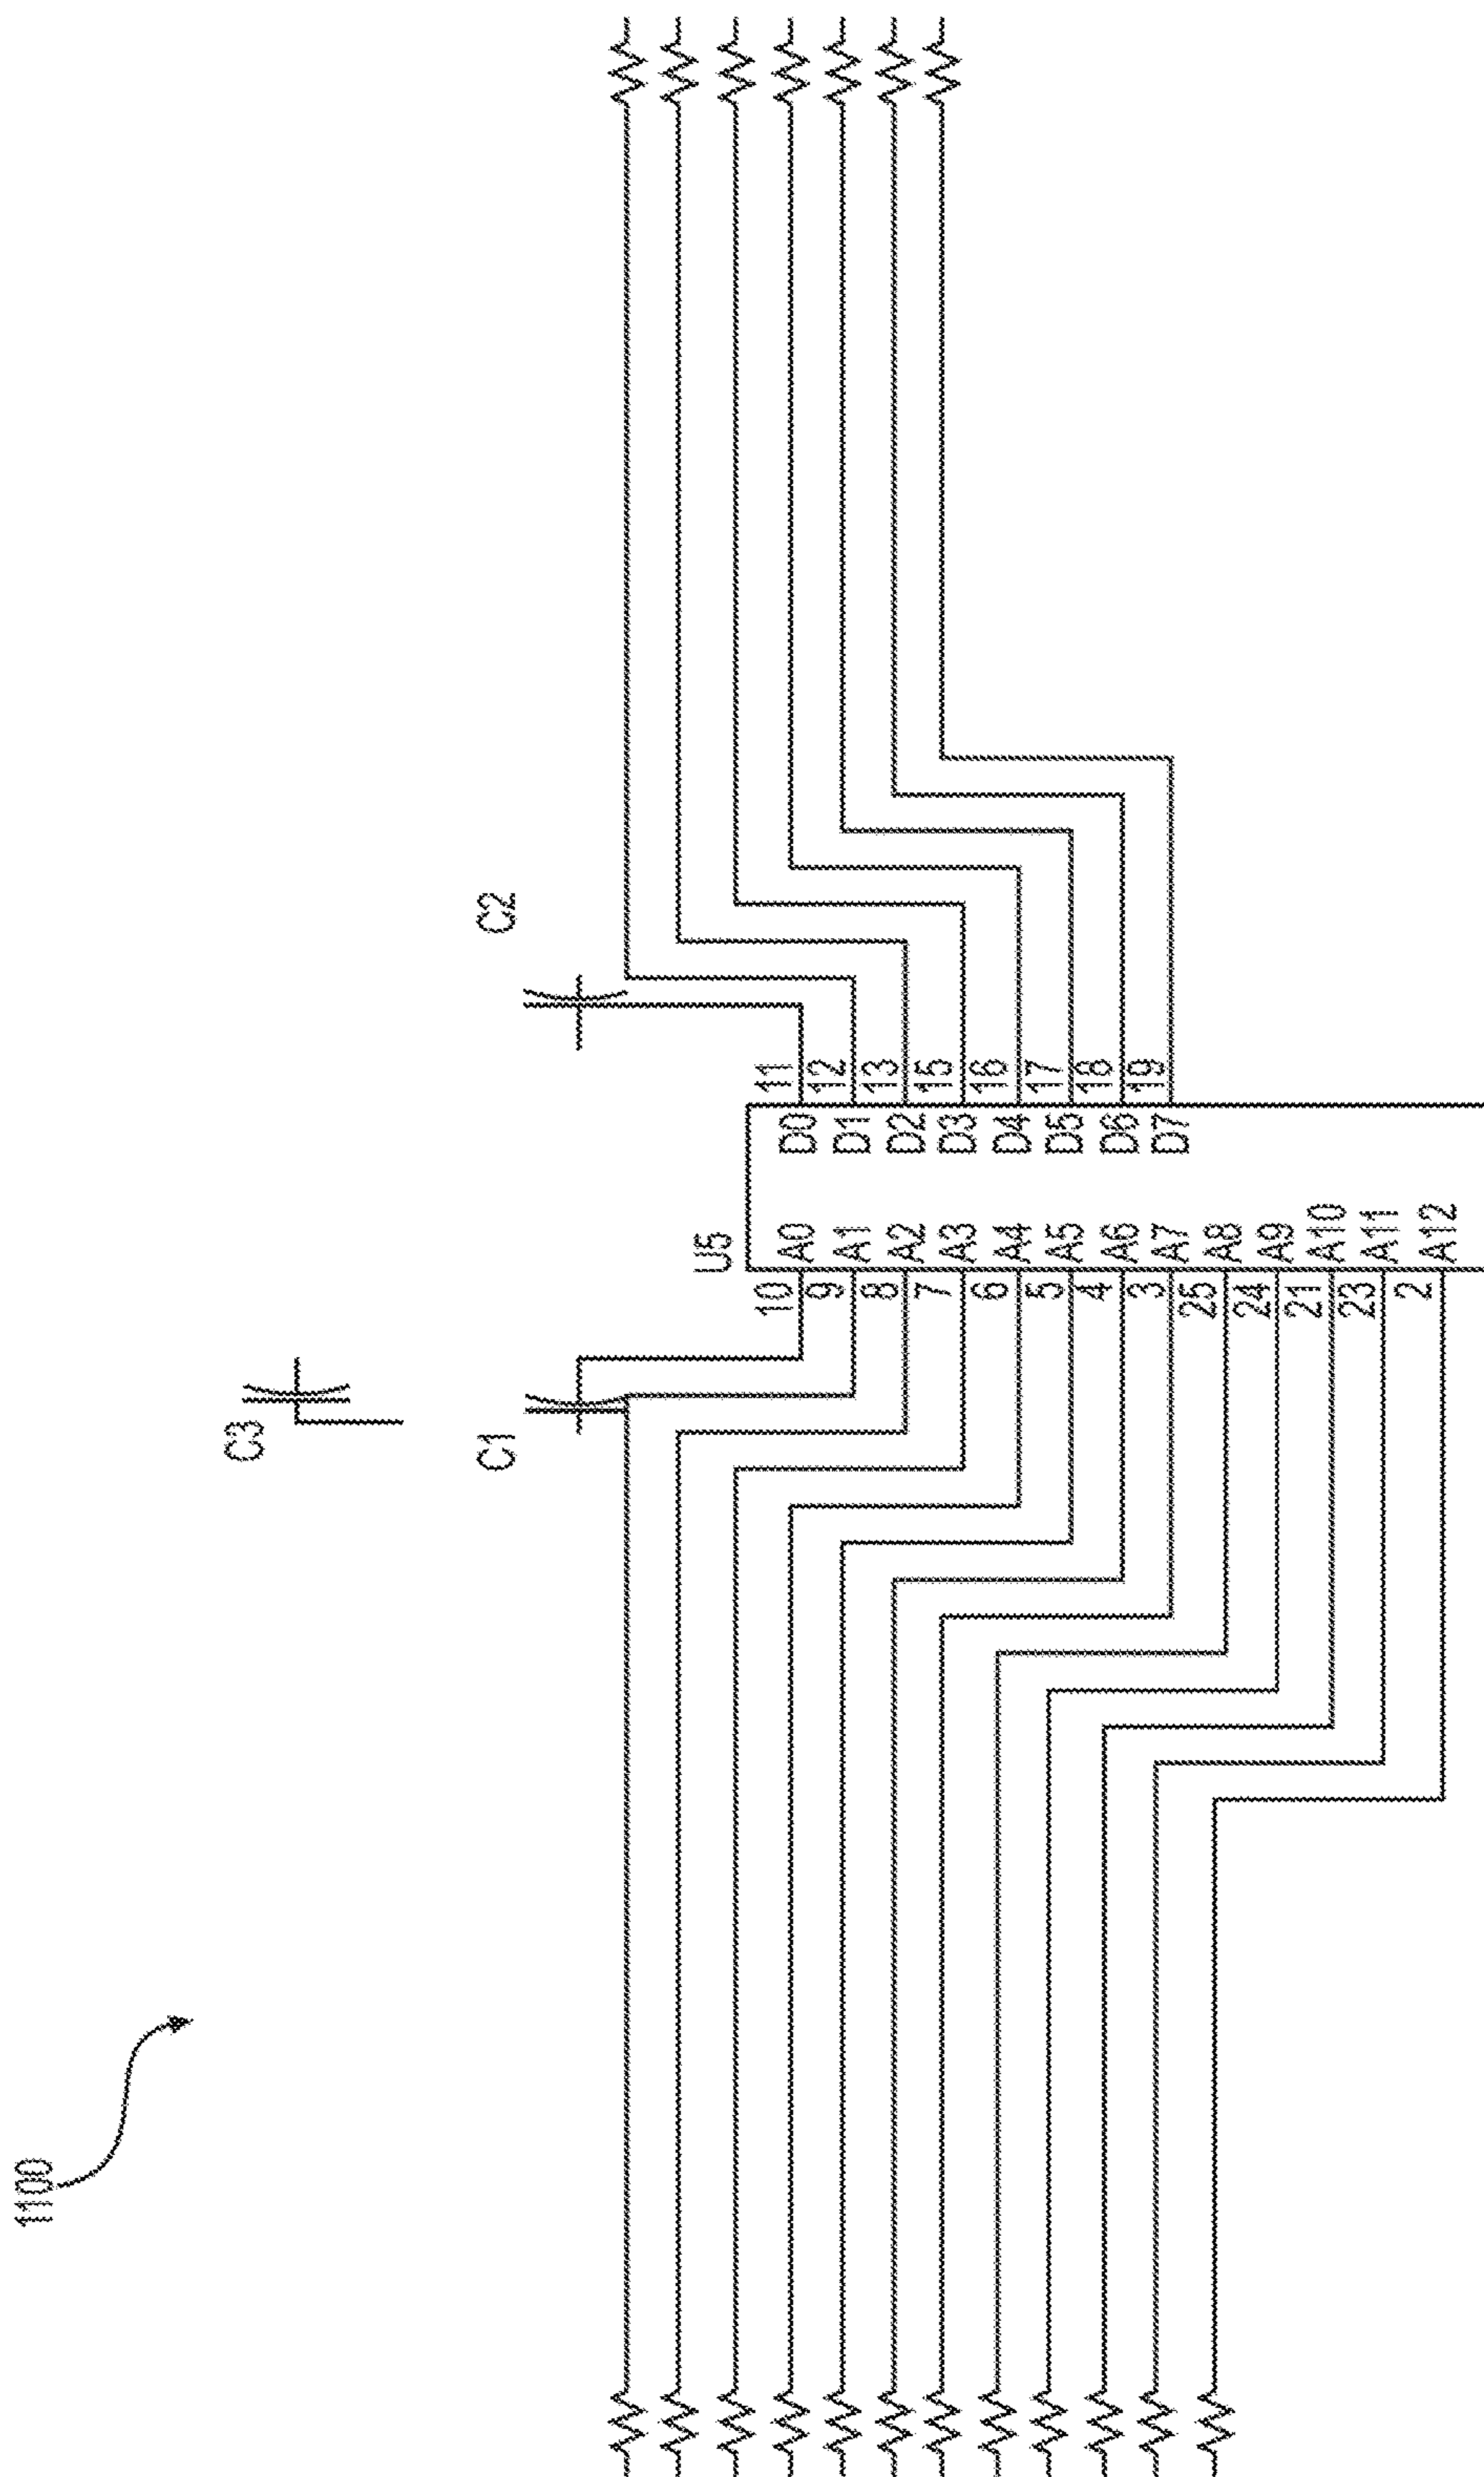 1100
C3
C1
C2
U5
10 A0 D0 11
9 A1 D1 12
8 A2 D2 13
7 A3 D3 15
6 A4 D4 16
5 A5 D5 17
4 A6 D6 18
3 A7 D7 19
25 A8
24 A9
21 A10
23 A11
2 A12